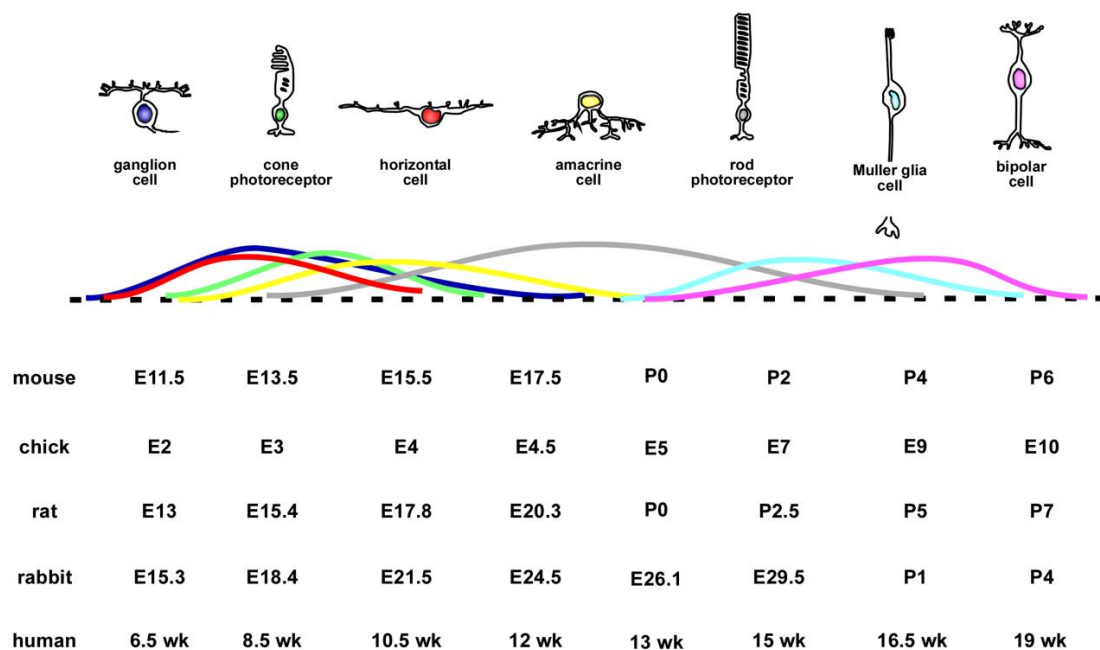 ganglion cell
cone photoreceptor
horizontal cell
amacrine cell
rod photoreceptor
Muller glia cell
bipolar cell
mouse E11.5 E13.5 E15.5 E17.5 P0 P2 P4 P6
chick E2 E3 E4 E4.5 E5 E7 E9 E10
rat E13 E15.4 E17.8 E20.3 P0 P2.5 P5 P7
rabbit E15.3 E18.4 E21.5 E24.5 E26.1 E29.5 P1 P4
human 6.5 wk 8.5 wk 10.5 wk 12 wk 13 wk 15 wk 16.5 wk 19 wk